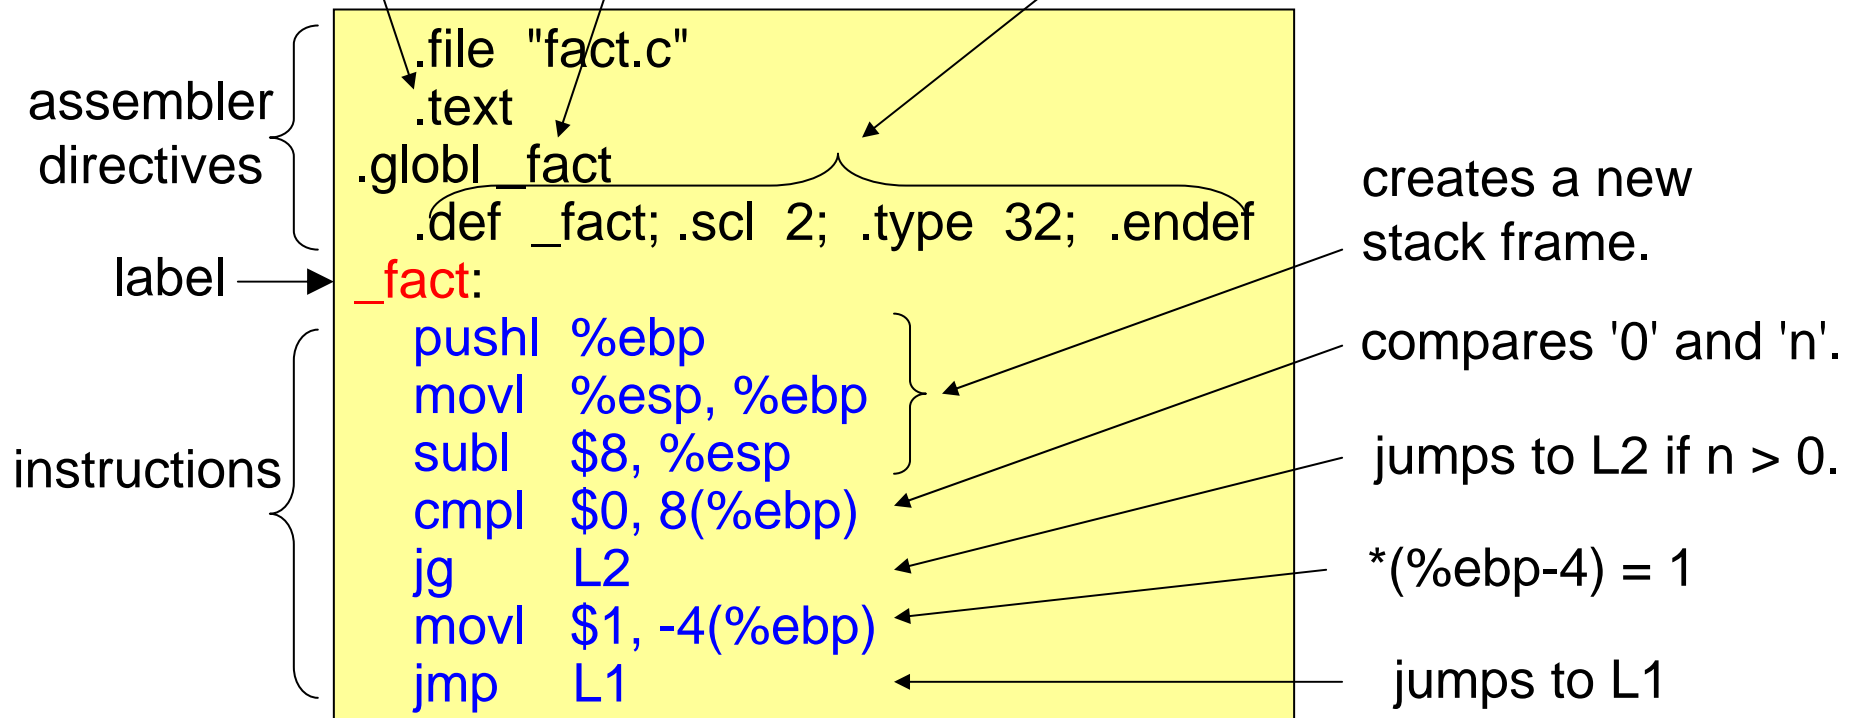 assembler
directives
label
instructions
.file "fact.c"
.text
.globl _fact
.def _fact; .scl 2; .type 32; .endef
_fact:
pushl %ebp
movl %esp, %ebp
subl $8, %esp
cmpl $0, 8(%ebp)
jg L2
movl $1, -4(%ebp)
jmp L1
creates a new
stack frame.
compares '0' and 'n'.
jumps to L2 if n > 0.
*(%ebp-4) = 1
jumps to L1